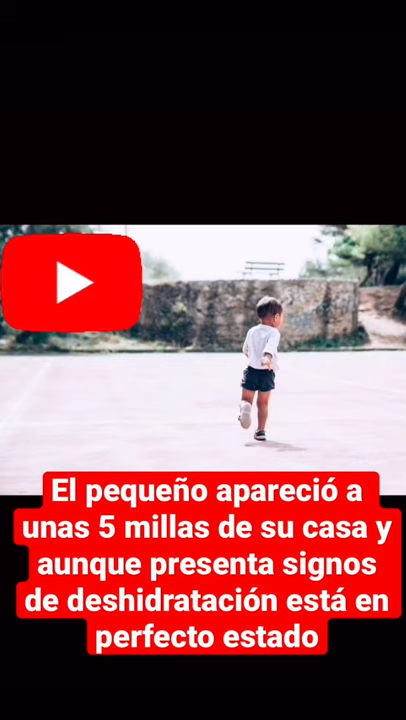 El pequeño apareció a
unas 5 millas de su casa y
aunque presenta signos
de deshidratación está en
perfecto estado